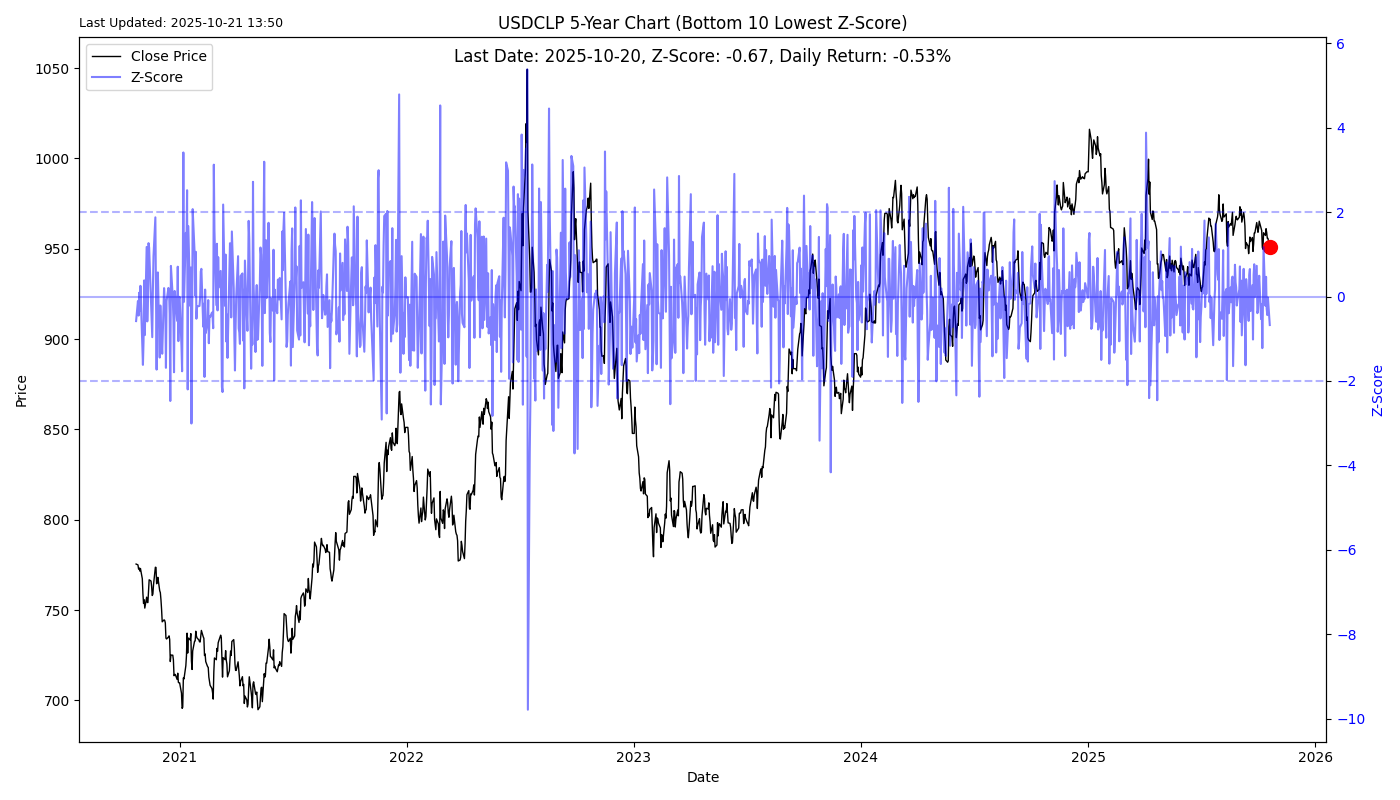 Last Updated: 2025-10-21 13:50
USDCLP 5-Year Chart (Bottom 10 Lowest Z-Score)
Last Date: 2025-10-20, Z-Score: -0.67, Daily Return: -0.53%
Close Price
Z-Score
1050
1000
950
900
850
800
750
700
Price
6
4
2
0
−2
−4
−6
−8
−10
Z-Score
2021
2022
2023
2024
2025
2026
Date